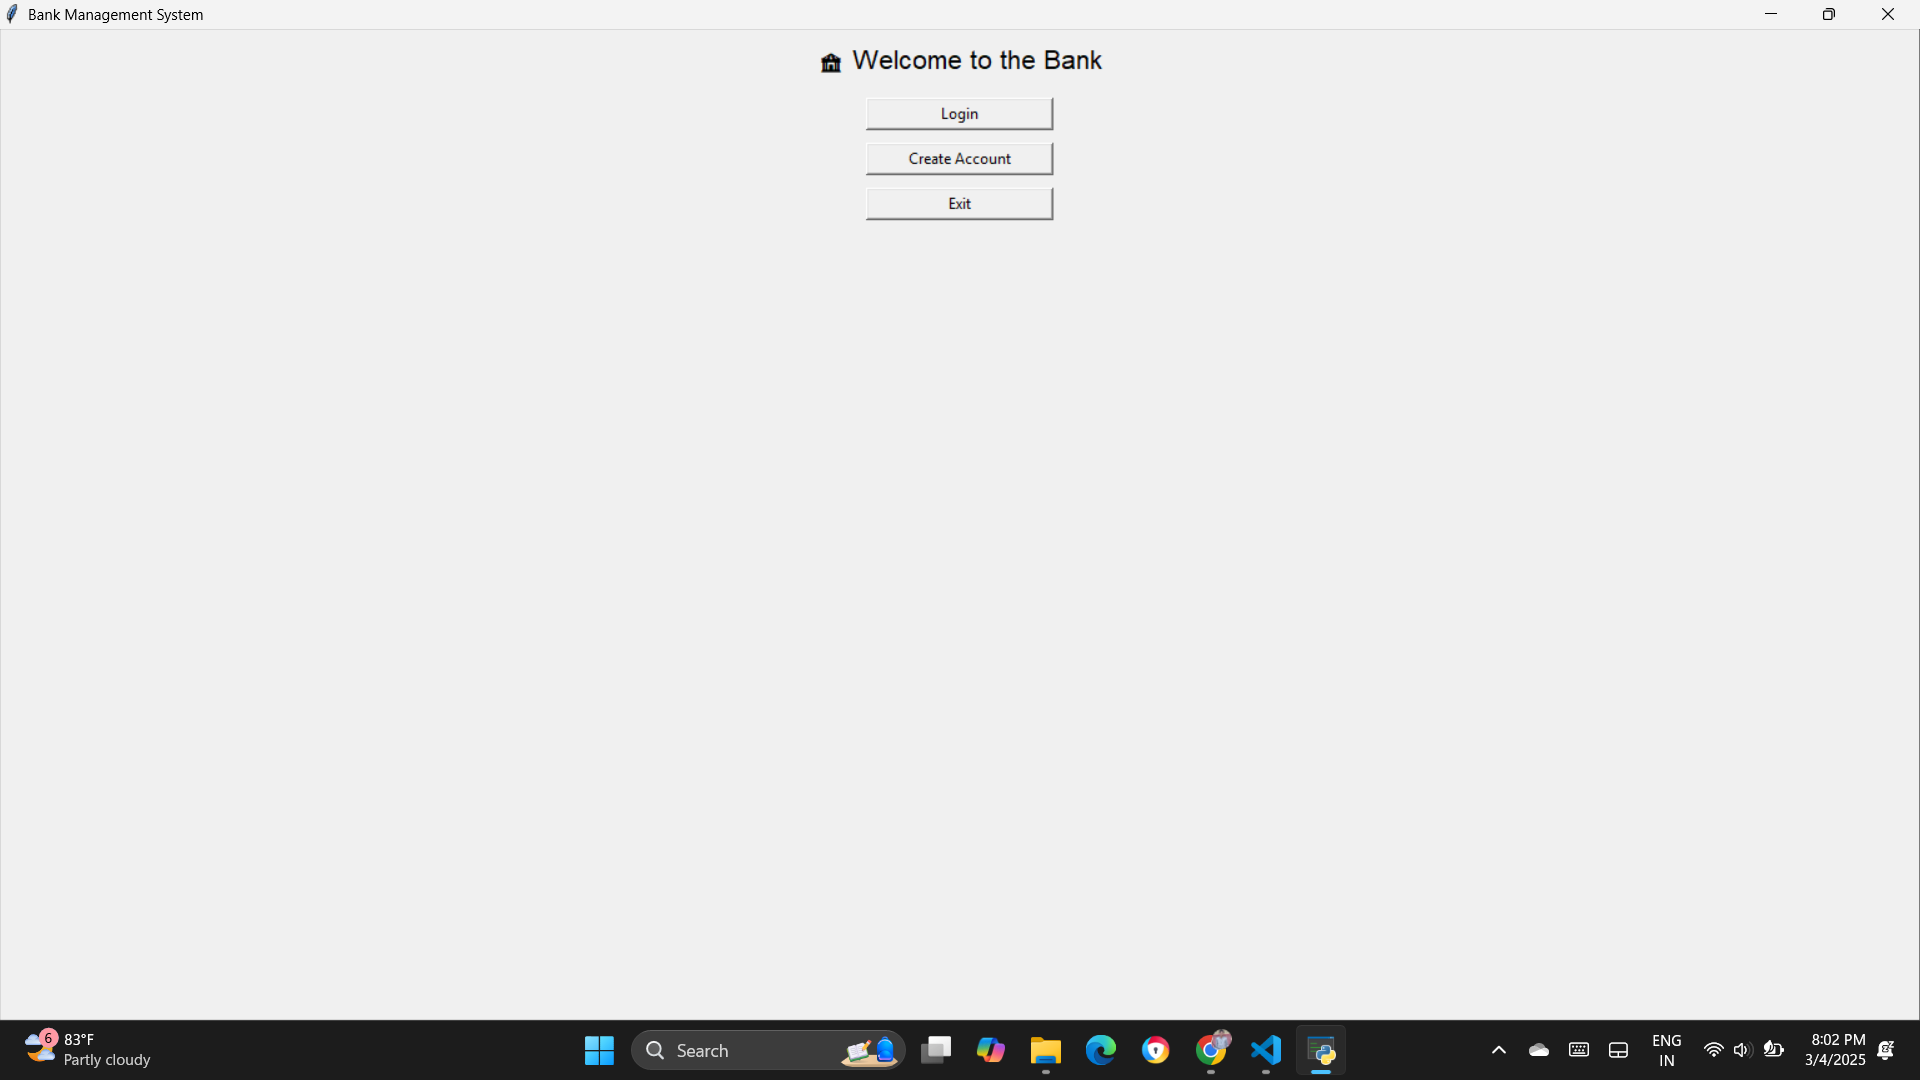 Bank Management System
Welcome to the Bank
Login
Create Account
Exit
6
83°F
Partly cloudy
Search
ENG
IN
8:02 PM
3/4/2025